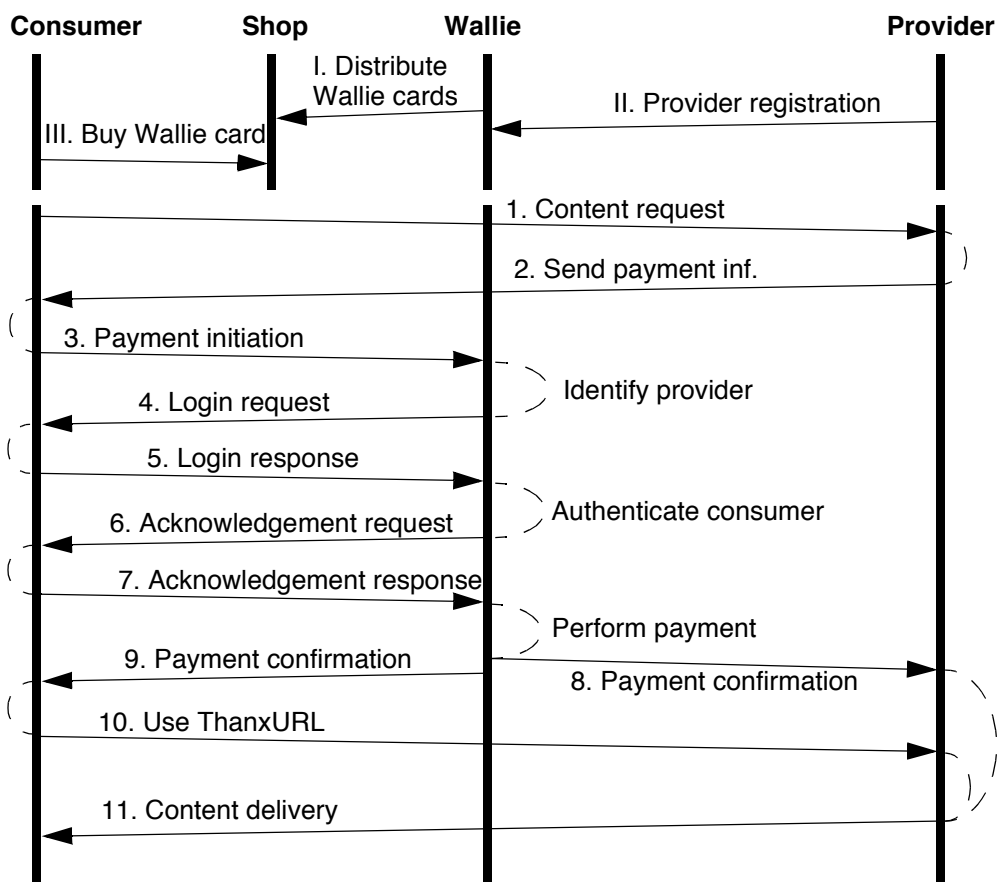 Consumer Shop Wallie Provider
I. Distribute
Wallie cards
II. Provider registration
III. Buy Wallie card
1. Content request
2. Send payment inf.
3. Payment initiation
Identify provider
4. Login request
5. Login response
Authenticate consumer
6. Acknowledgement request
7. Acknowledgement response
Perform payment
9. Payment confirmation
8. Payment confirmation
10. Use ThanxURL
11. Content delivery